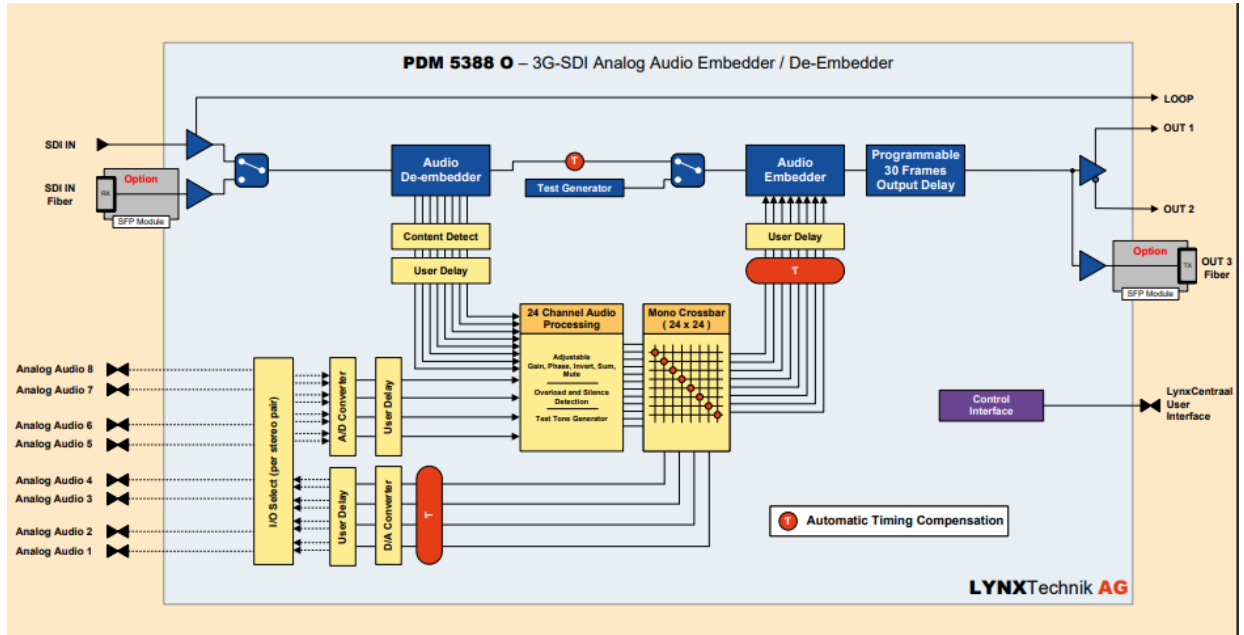 PDM 5388 O – 3G-SDI Analog Audio Embedder / De-Embedder
LOOP
SDI IN
OUT 1
Audio
De-embedder
T
Test Generator
Audio
Embedder
Programmable
30 Frames
Output Delay
SDI IN
Fiber
Option
RX
SFP Module
OUT 2
Content Detect
User Delay
User Delay
T
Option
TX
OUT 3
Fiber
SFP Module
24 Channel Audio
Processing
Adjustable
Gain, Phase, Invert, Sum,
Mute
Overload and Silence
Detection
Test Tone Generator
Mono Crossbar
( 24 x 24 )
Analog Audio 8
Analog Audio 7
Analog Audio 6
Analog Audio 5
Analog Audio 4
Analog Audio 3
Analog Audio 2
Analog Audio 1
I/O Select (per stereo pair)
A/D Converter
User Delay
User Delay
D/A Converter
T
Control
Interface
LynxCentraal
User
Interface
T Automatic Timing Compensation
LYNXTechnik AG